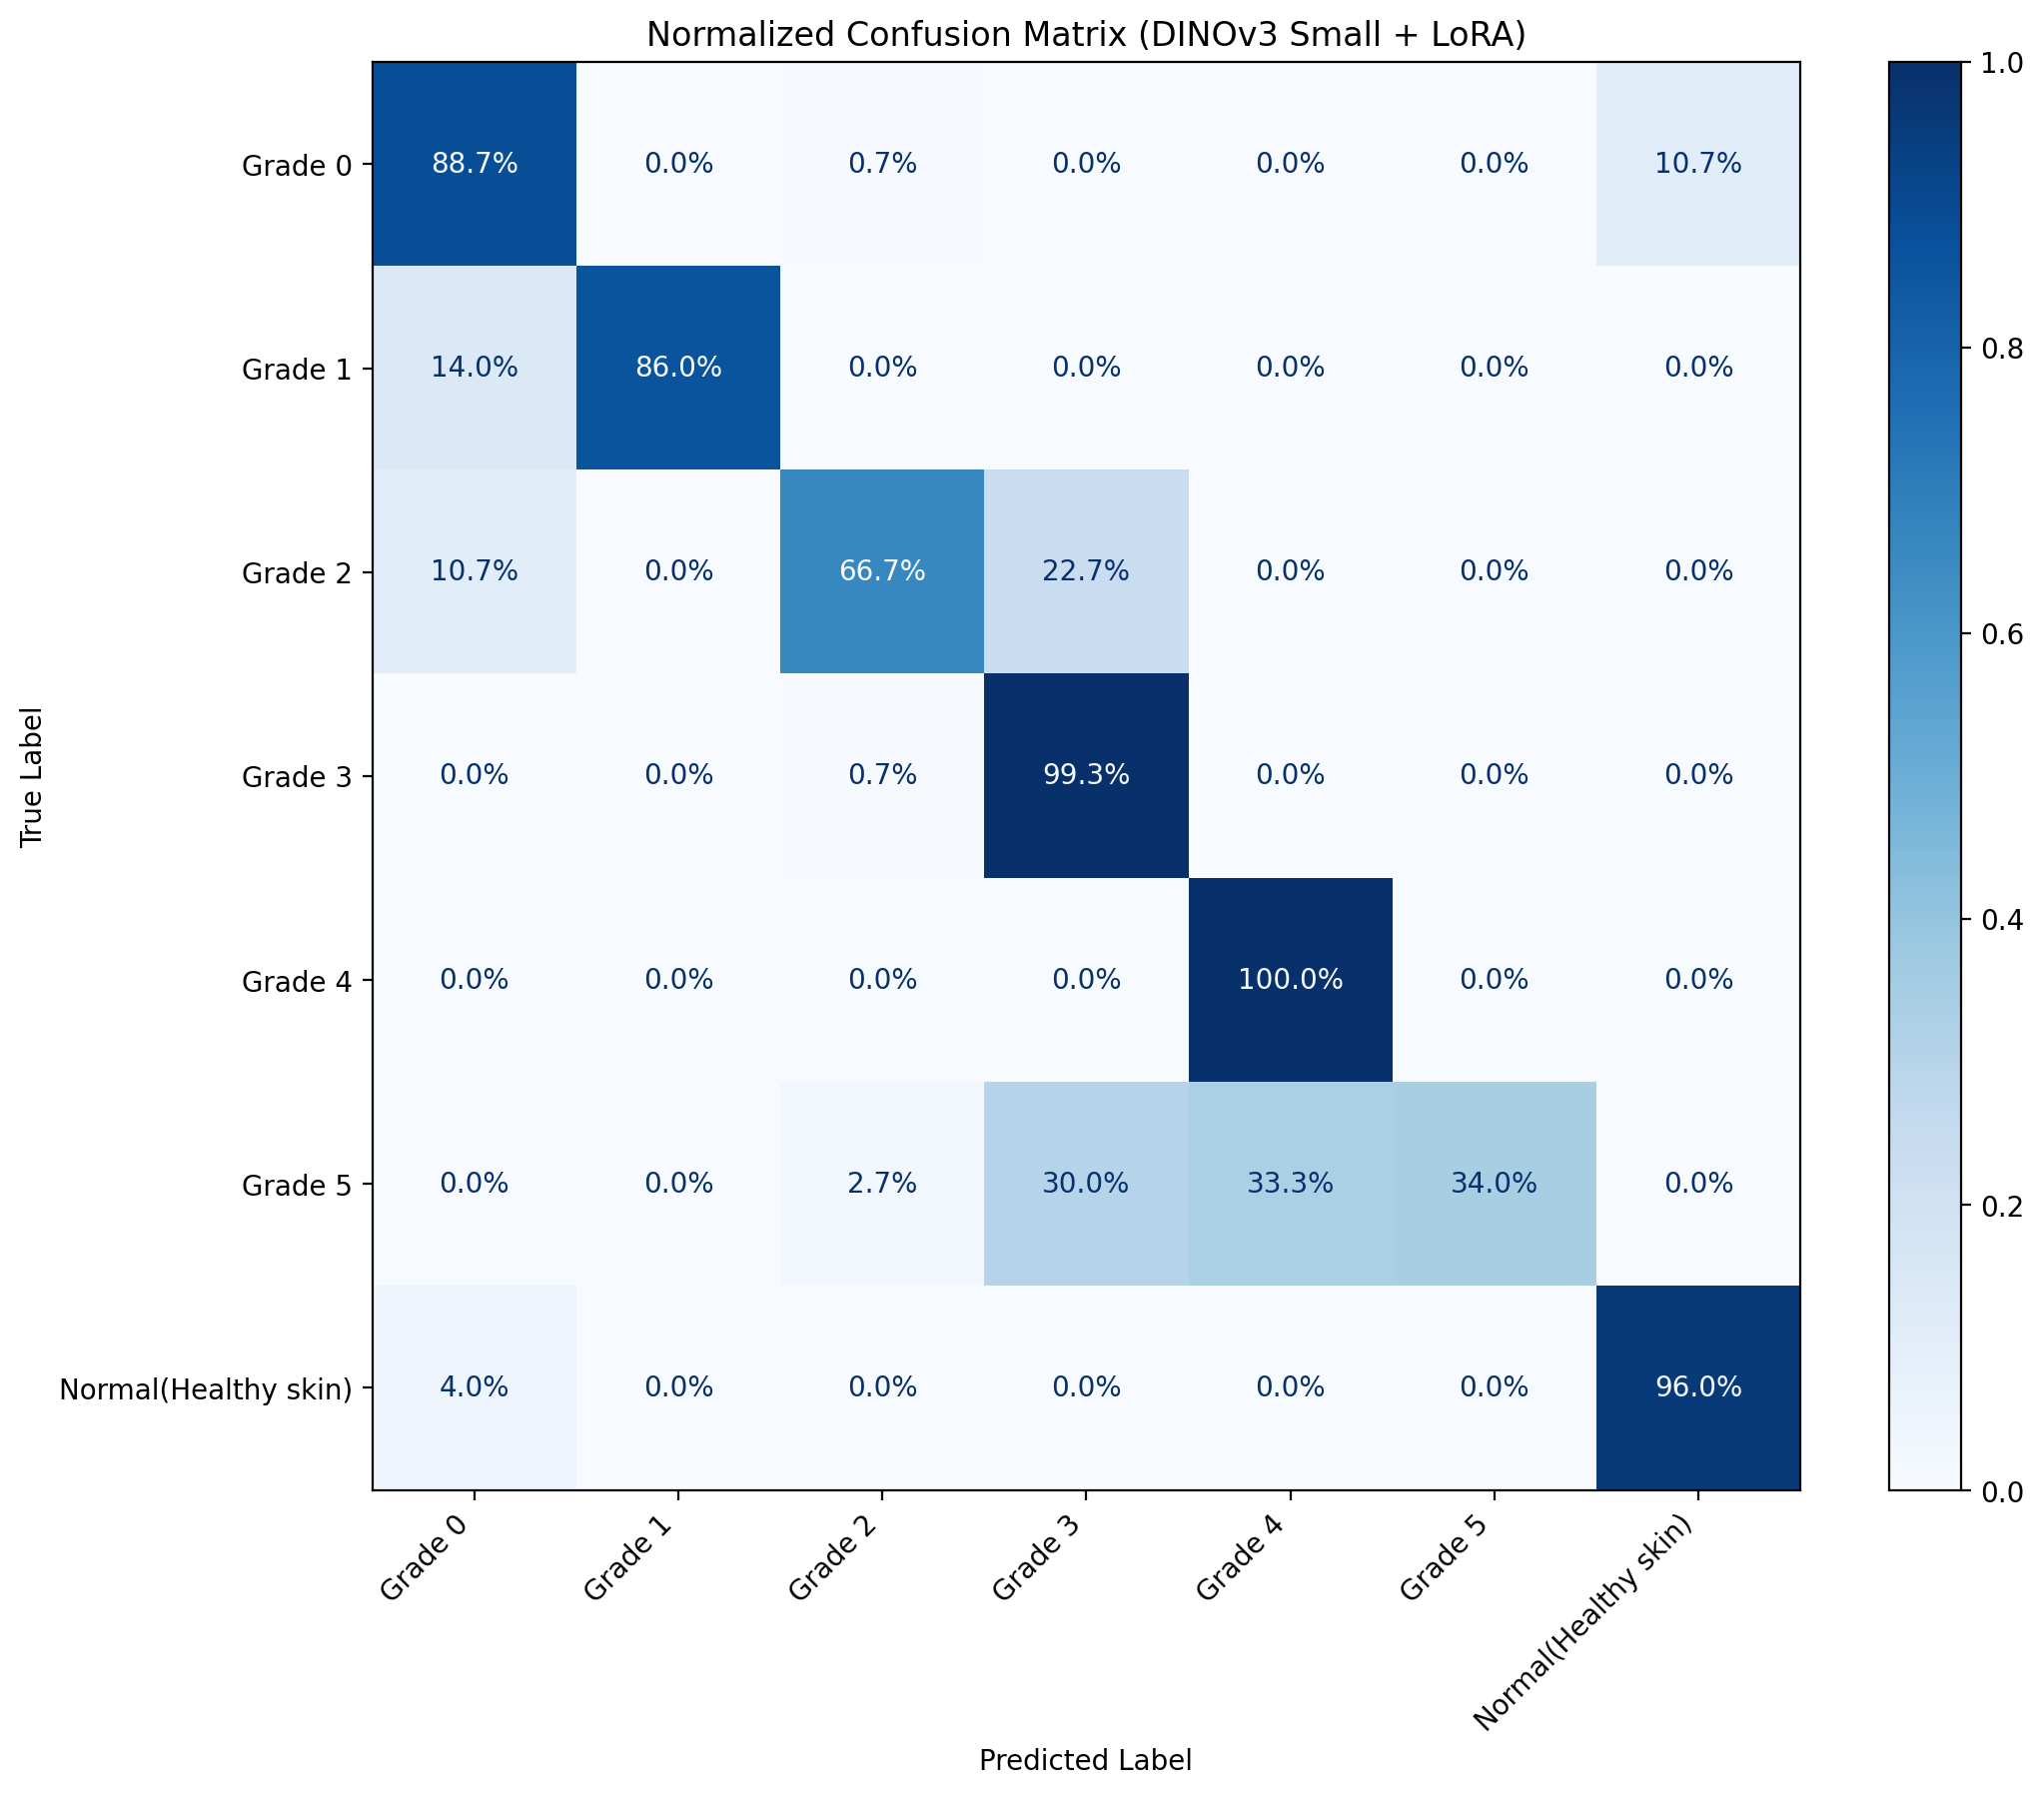 Normalized Confusion Matrix (DINOv3 Small + LoRA)
Grade 0 88.7% 0.0% 0.7% 0.0% 0.0% 0.0% 10.7%
Grade 1 14.0% 86.0% 0.0% 0.0% 0.0% 0.0% 0.0%
Grade 2 10.7% 0.0% 66.7% 22.7% 0.0% 0.0% 0.0%
Grade 3 0.0% 0.0% 0.7% 99.3% 0.0% 0.0% 0.0%
Grade 4 0.0% 0.0% 0.0% 0.0% 100.0% 0.0% 0.0%
Grade 5 0.0% 0.0% 2.7% 30.0% 33.3% 34.0% 0.0%
Normal(Healthy skin) 4.0% 0.0% 0.0% 0.0% 0.0% 0.0% 96.0%
True Label
Grade 0
Grade 1
Grade 2
Grade 3
Grade 4
Grade 5
Normal(Healthy skin)
Predicted Label
1.0
0.8
0.6
0.4
0.2
0.0